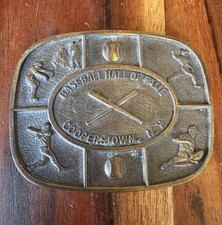 BASEBALL HALL OF FAME
COOPERSTOWN, N.Y.